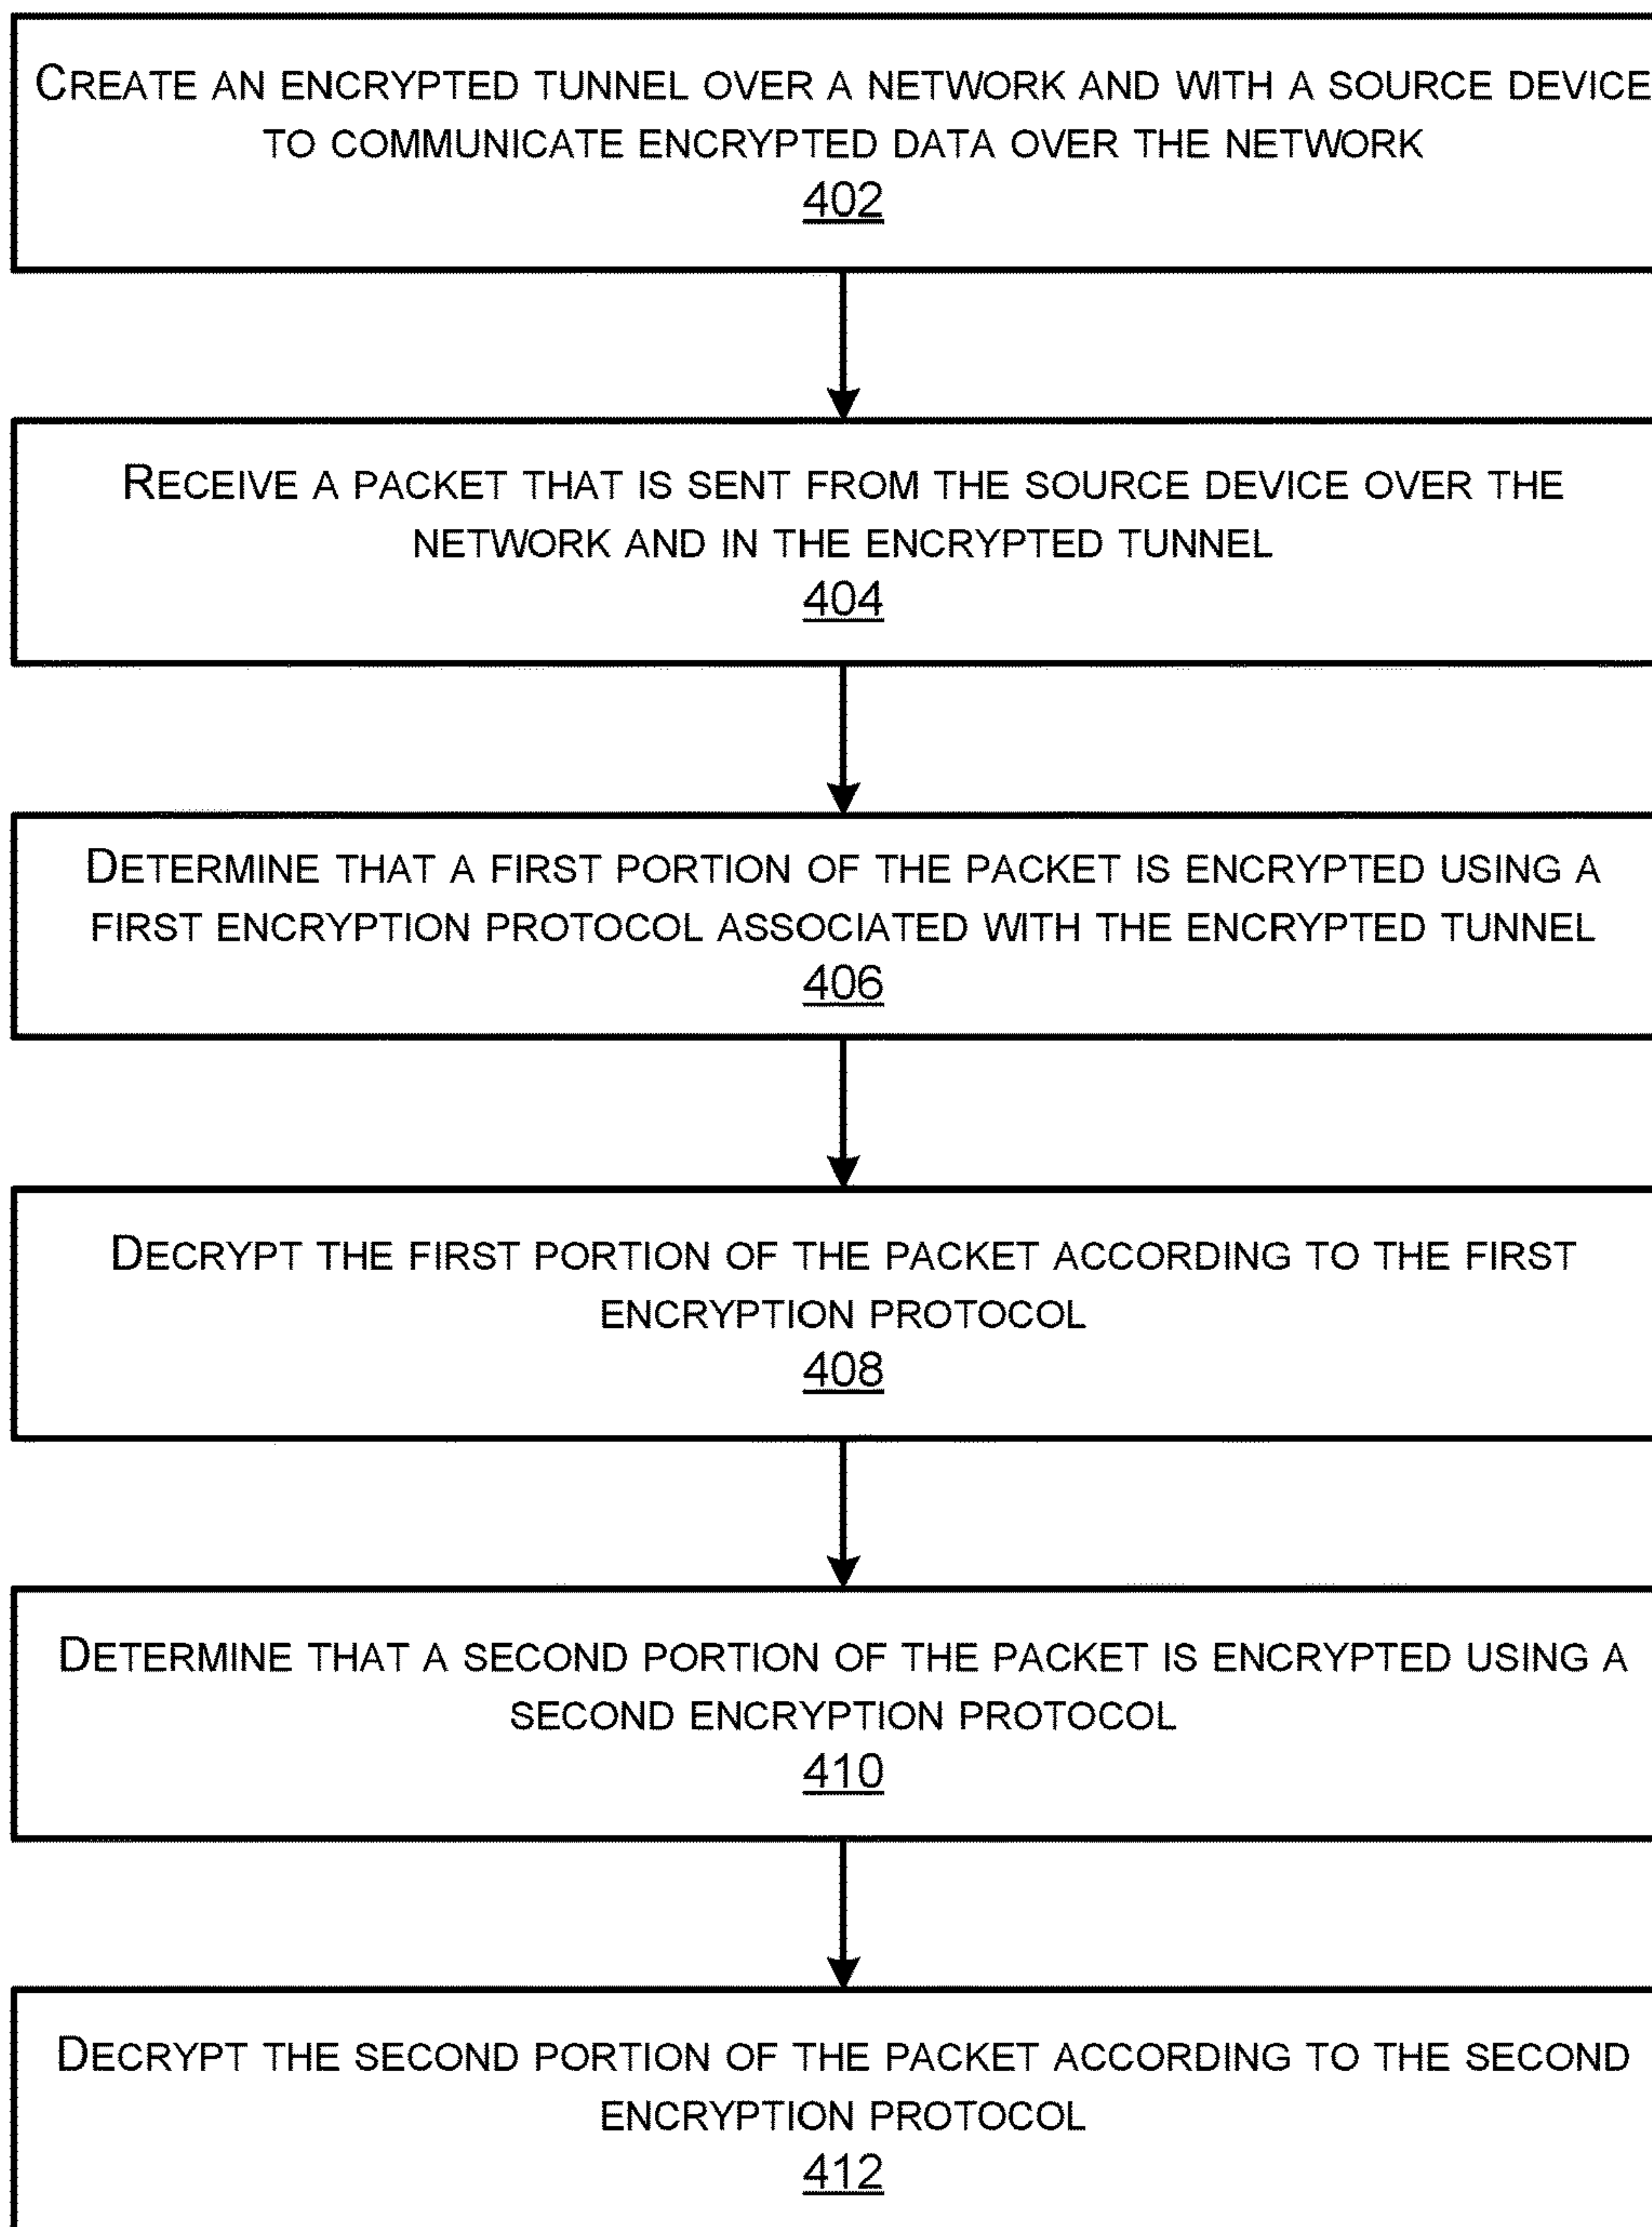 CREATE AN ENCRYPTED TUNNEL OVER A NETWORK AND WITH A SOURCE DEVICE
TO COMMUNICATE ENCRYPTED DATA OVER THE NETWORK
402
RECEIVE A PACKET THAT IS SENT FROM THE SOURCE DEVICE OVER THE
NETWORK AND IN THE ENCRYPTED TUNNEL
404
DETERMINE THAT A FIRST PORTION OF THE PACKET IS ENCRYPTED USING A
FIRST ENCRYPTION PROTOCOL ASSOCIATED WITH THE ENCRYPTED TUNNEL
406
DECRYPT THE FIRST PORTION OF THE PACKET ACCORDING TO THE FIRST
ENCRYPTION PROTOCOL
408
DETERMINE THAT A SECOND PORTION OF THE PACKET IS ENCRYPTED USING A
SECOND ENCRYPTION PROTOCOL
410
DECRYPT THE SECOND PORTION OF THE PACKET ACCORDING TO THE SECOND
ENCRYPTION PROTOCOL
412